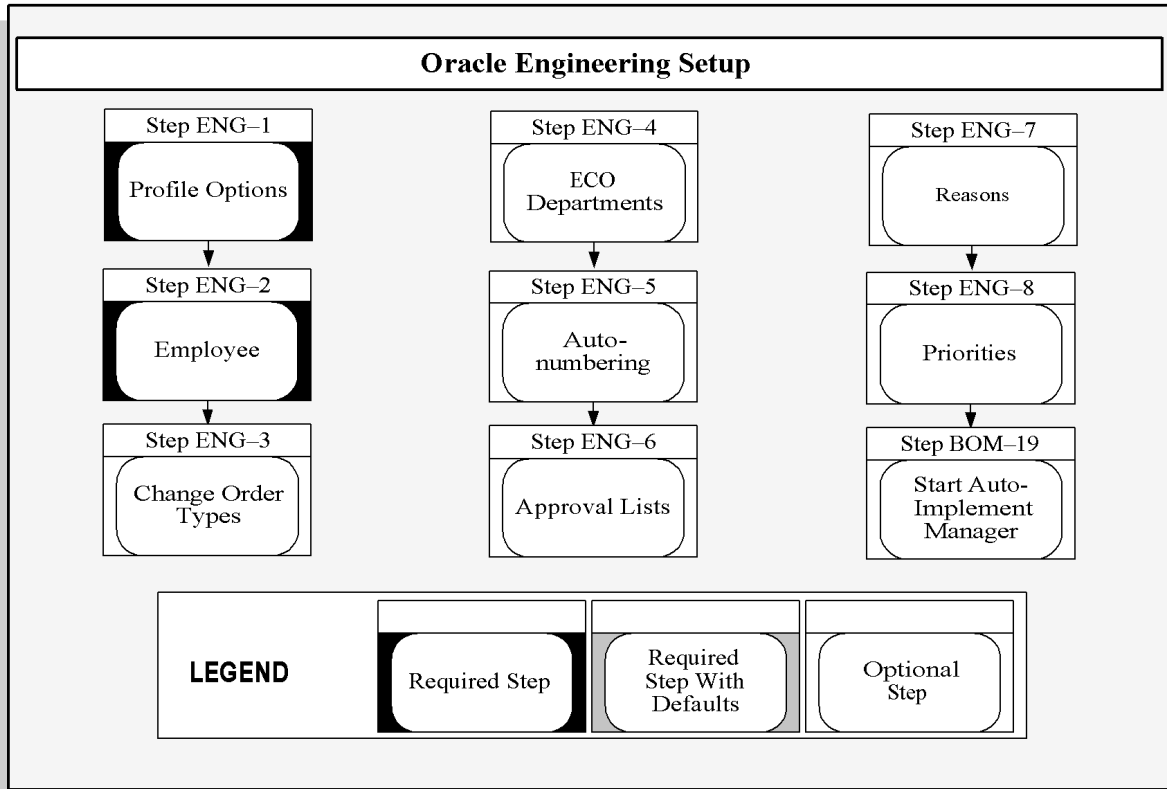 Oracle Engineering Setup
Step ENG–1
Profile Options
Step ENG–2
Employee
Step ENG–3
Change Order
Types
Step ENG–4
ECO
Departments
Step ENG–5
Auto-
numbering
Step ENG–6
Approval Lists
Step ENG–7
Reasons
Step ENG–8
Priorities
Step BOM–19
Start Auto-
Implement
Manager
LEGEND
Required Step
Required
Step With
Defaults
Optional
Step